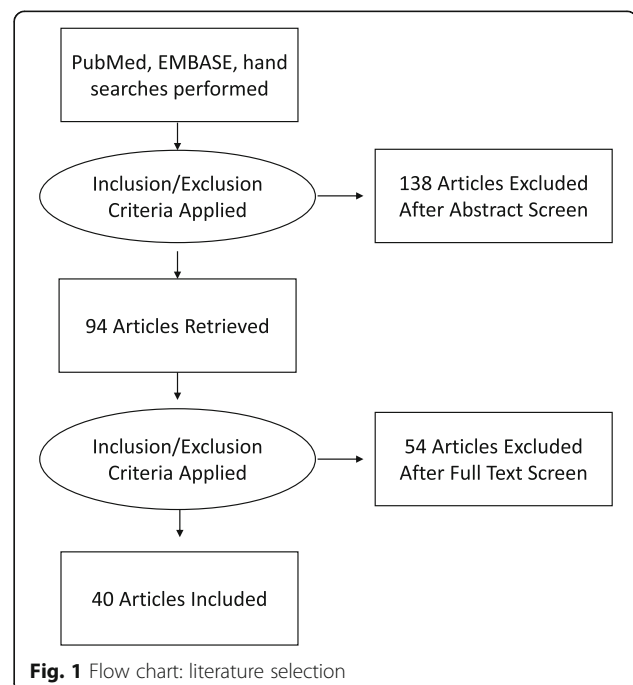 PubMed, EMBASE, hand
searches performed
Inclusion/Exclusion
Criteria Applied
138 Articles Excluded
After Abstract Screen
94 Articles Retrieved
Inclusion/Exclusion
Criteria Applied
54 Articles Excluded
After Full Text Screen
40 Articles Included
Fig. 1 Flow chart: literature selection